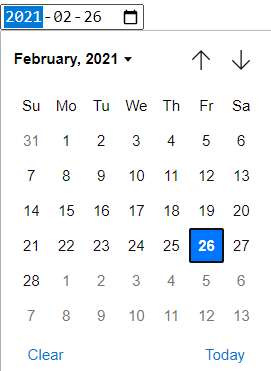 2021-02-26
February, 2021
Su Mo Tu We Th Fr Sa
31 1 2 3 4 5 6
7 8 9 10 11 12 13
14 15 16 17 18 19 20
21 22 23 24 25 26 27
28 1 2 3 4 5 6
7 8 9 10 11 12 13
Clear Today